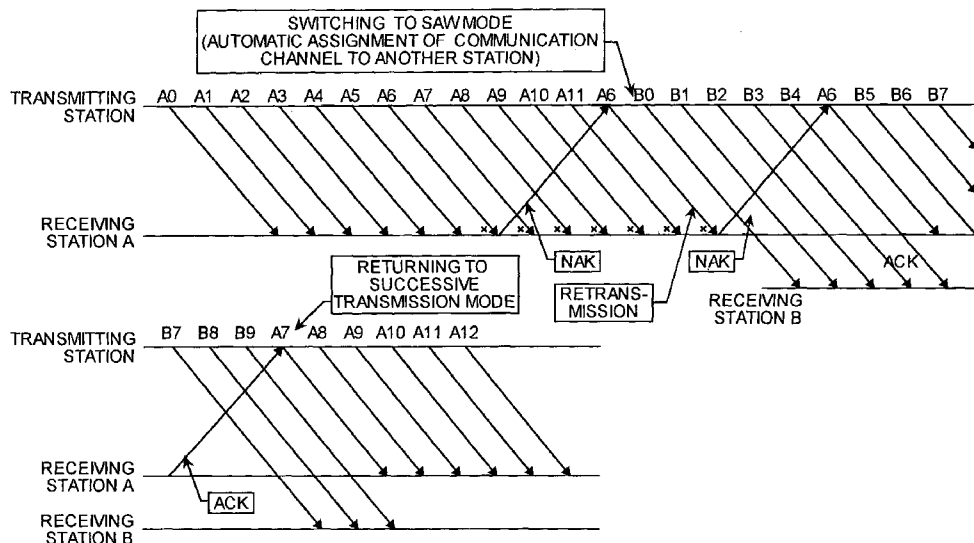 SWITCHING TO SAW MODE
(AUTOMATIC ASSIGNMENT OF COMMUNICATION
CHANNEL TO ANOTHER STATION)
TRANSMITTING
STATION
A0 A1 A2 A3 A4 A5 A6 A7 A8 A9 A10 A11 A6 B0 B1 B2 B3 B4 A6 B5 B6 B7
RECEIVING
STATION A
× × × × × × ×
NAK
RETRANS-
MISSION
NAK
ACK
RECEIVING
STATION B
RETURNING TO
SUCCESSIVE
TRANSMISSION MODE
TRANSMITTING
STATION
B7 B8 B9 A7 A8 A9 A10 A11 A12
RECEIVING
STATION A
ACK
RECEIVING
STATION B